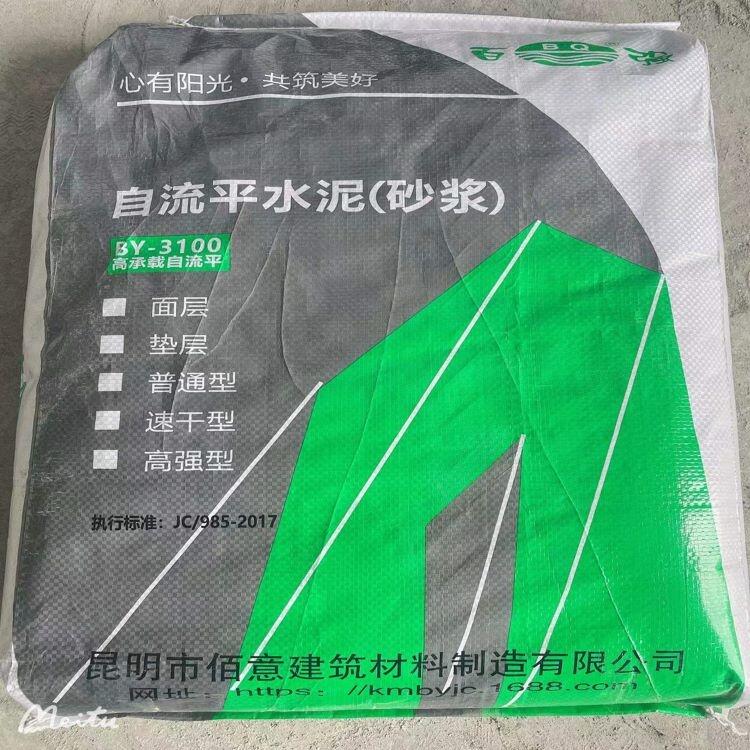 BQ
心有阳光·共筑美好
自流平水泥(砂浆)
BY-3100
高承载自流平
面层
垫层
普通型
速干型
高强型
执行标准：JC/985-2017
昆明市佰意建筑材料制造有限公司
网址：https：//kmbyjc.1688.com
Meitu